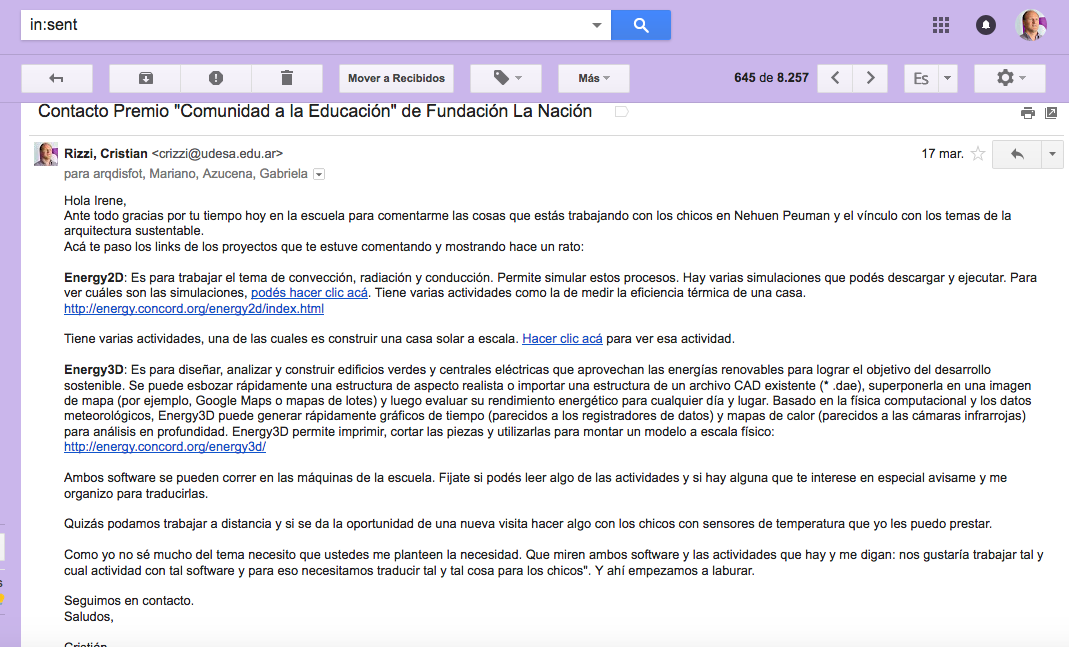 in:sent
Mover a Recibidos
Más
645 de 8.257
Es
Contacto Premio "Comunidad a la Educación" de Fundación La Nación
Rizzi, Cristian <crizzi@udesa.edu.ar>
17 mar.
para arqdisfot, Mariano, Azucena, Gabriela
Hola Irene,
Ante todo gracias por tu tiempo hoy en la escuela para comentarme las cosas que estás trabajando con los chicos en Nehuen Peuman y el vínculo con los temas de la
arquitectura sustentable.
Acá te paso los links de los proyectos que te estuve comentando y mostrando hace un rato:
Energy2D: Es para trabajar el tema de convección, radiación y conducción. Permite simular estos procesos. Hay varias simulaciones que podés descargar y ejecutar. Para
ver cuáles son las simulaciones, podés hacer clic acá. Tiene varias actividades como la de medir la eficiencia térmica de una casa.
http://energy.concord.org/energy2d/index.html
Tiene varias actividades, una de las cuales es construir una casa solar a escala. Hacer clic acá para ver esa actividad.
Energy3D: Es para diseñar, analizar y construir edificios verdes y centrales eléctricas que aprovechan las energías renovables para lograr el objetivo del desarrollo
sostenible. Se puede esbozar rápidamente una estructura de aspecto realista o importar una estructura de un archivo CAD existente (* .dae), superponerla en una imagen
de mapa (por ejemplo, Google Maps o mapas de lotes) y luego evaluar su rendimiento energético para cualquier día y lugar. Basado en la física computacional y los datos
meteorológicos, Energy3D puede generar rápidamente gráficos de tiempo (parecidos a los registradores de datos) y mapas de calor (parecidos a las cámaras infrarrojas)
para análisis en profundidad. Energy3D permite imprimir, cortar las piezas y utilizarlas para montar un modelo a escala físico:
http://energy.concord.org/energy3d/
Ambos software se pueden correr en las máquinas de la escuela. Fijate si podés leer algo de las actividades y si hay alguna que te interese en especial avisame y me
organizo para traducirlas.
Quizás podamos trabajar a distancia y si se da la oportunidad de una nueva visita hacer algo con los chicos con sensores de temperatura que yo les puedo prestar.
Como yo no sé mucho del tema necesito que ustedes me planteen la necesidad. Que miren ambos software y las actividades que hay y me digan: nos gustaría trabajar tal y
cual actividad con tal software y para eso necesitamos traducir tal y tal cosa para los chicos". Y ahí empezamos a laburar.
Seguimos en contacto.
Saludos,
Cristián